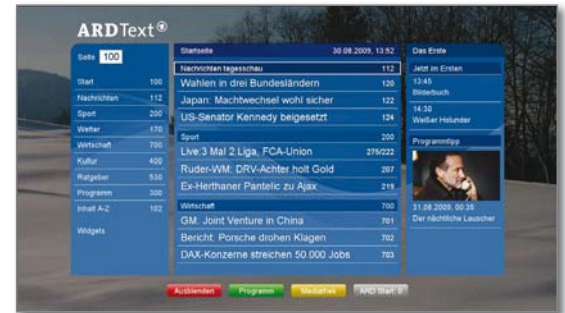 ARDText
Seite 100
Start 100
Nachrichten 112
Sport 200
Wetter 170
Wirtschaft 700
Kultur 400
Ratgeber 530
Programm 300
Inhalt A-Z 102
Widgets
Startseite 30.08.2009, 13:52
Nachrichten tagesschau 112
Wahlen in drei Bundesländern 120
Japan: Machtwechsel wohl sicher 122
US-Senator Kennedy beigesetzt 124
Sport 200
Live:3 Mal 2.Liga, FCA-Union 275/222
Ruder-WM: DRV-Achter holt Gold 207
Ex-Herthaner Pantelic zu Ajax 219
Wirtschaft 700
GM: Joint Venture in China 701
Bericht: Porsche drohen Klagen 702
DAX-Konzerne streichen 50.000 Jobs 703
Das Erste
Jetzt im Ersten
13:45
Bilderbuch
14:30
Weißer Holunder
Programmtipp
31.08.2009, 00:35
Der nächtliche Lauscher
Ausblenden Programm Mediathek ARD Start: 0